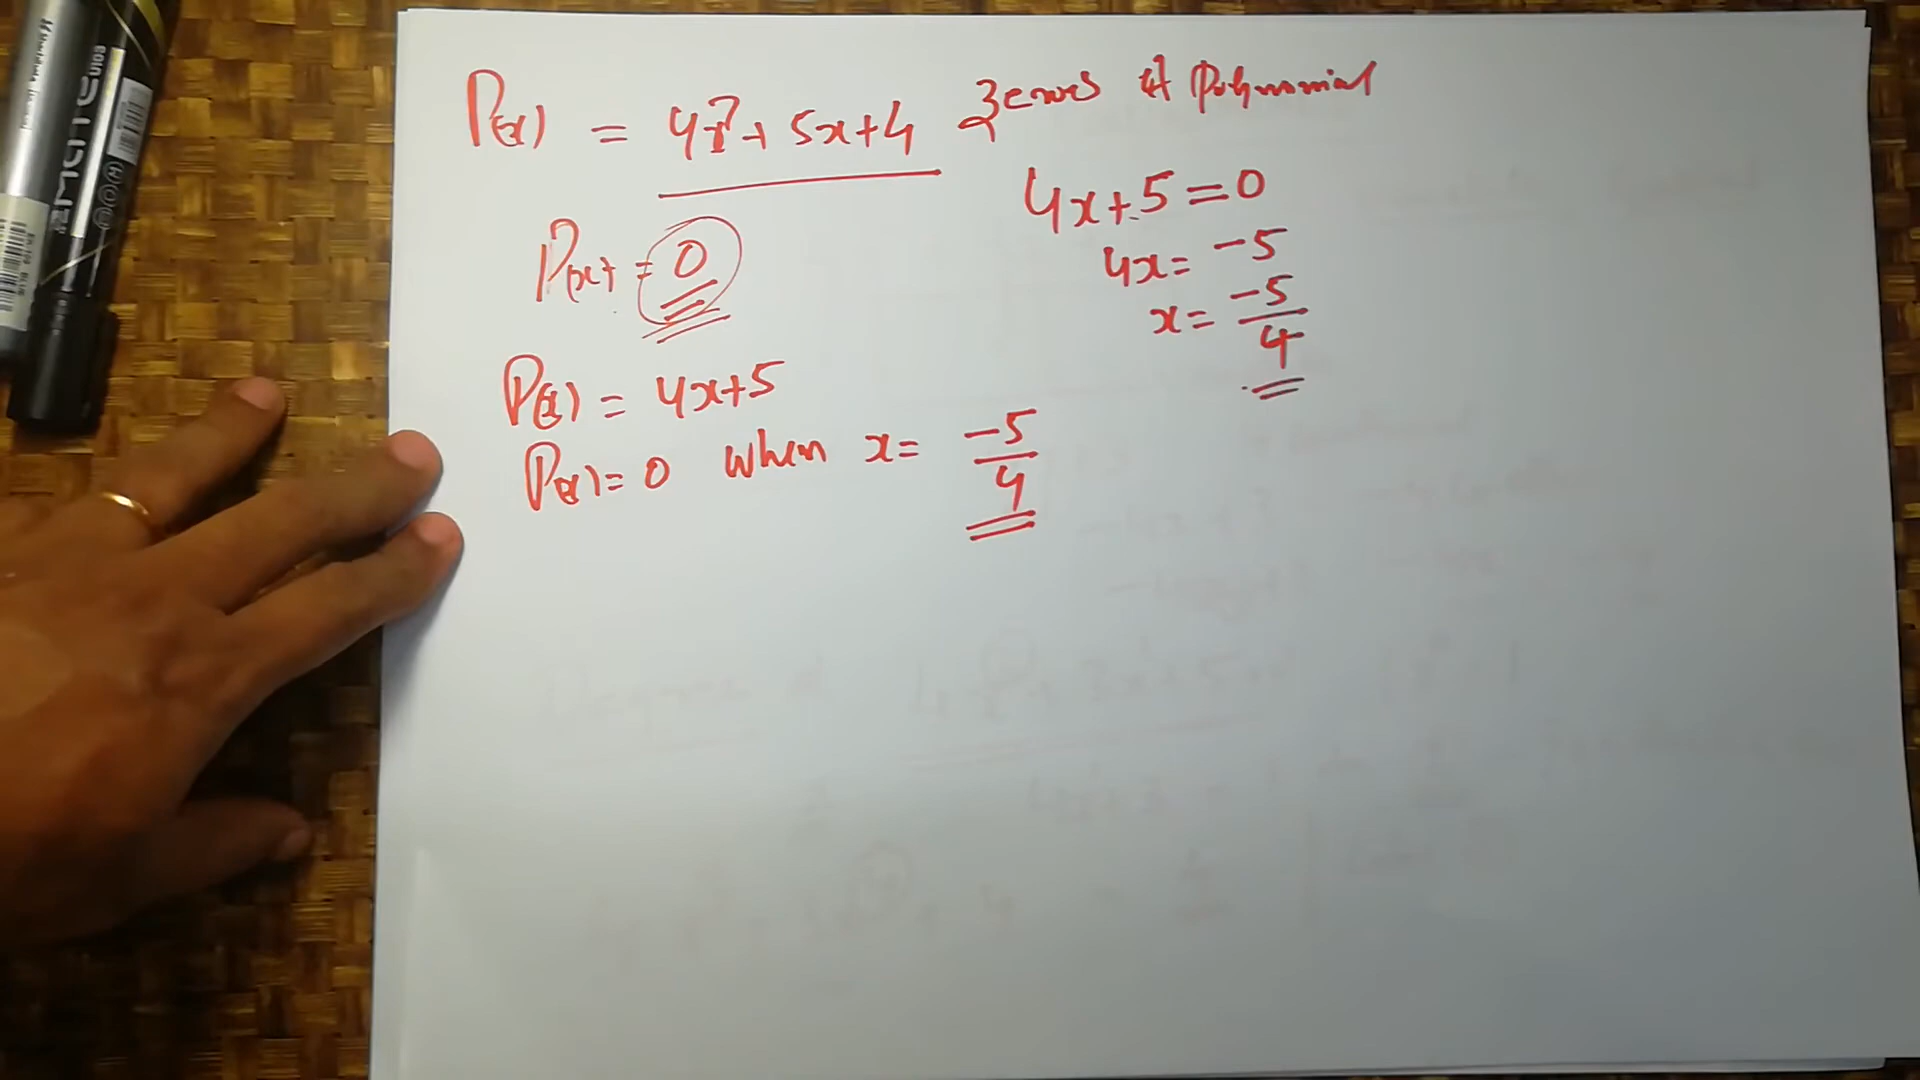 P(x) = 4x² + 5x+4 Zeroes of Polynomial
P(x) = 0
4x+5=0
4x= -5
x= -5/4
P(x) = 4x+5
P(x)= 0 when x= -5/4